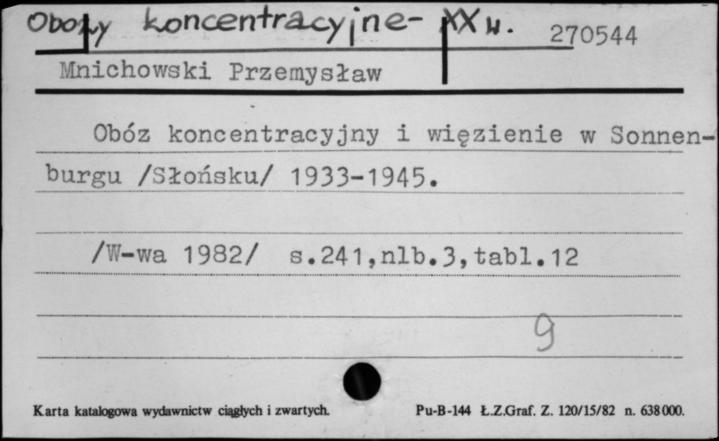 Obozy koncentracyjne- XX w. 270544
Mnichowski Przemysław
Obóz koncentracyjny i więzienie w Sonnen-
burgu /Słońsku/ 1933-1945.
/W-wa 1982/ s.241,nlb.3,tabl.12
9
Karta katalogowa wydawnictw ciągłych i zwartych. Pu-B-144 Ł.Z.Graf. Z. 120/15/82 n. 638000.